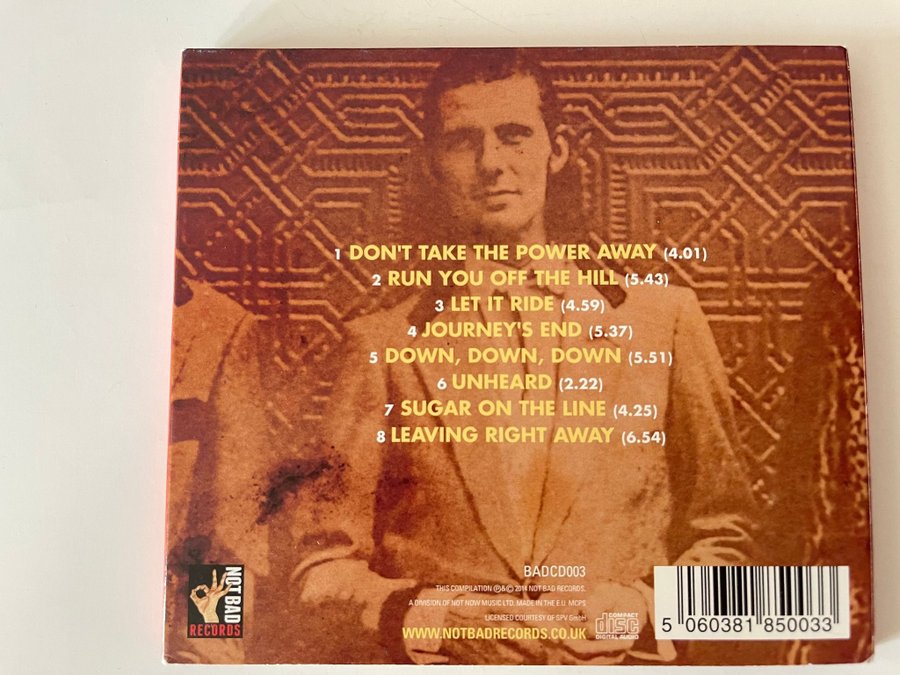 1 DON'T TAKE THE POWER AWAY (4.01)
2 RUN YOU OFF THE HILL (5.43)
3 LET IT RIDE (4.59)
4 JOURNEY'S END (5.37)
5 DOWN, DOWN, DOWN (5.51)
6 UNHEARD (2.22)
7 SUGAR ON THE LINE (4.25)
8 LEAVING RIGHT AWAY (6.54)
NOT BAD
RECORDS
BADCD003
THIS COMPILATION ℗&© 2014 NOT BAD RECORDS.
A DIVISION OF NOT NOW MUSIC LTD. MADE IN THE E.U. MCPS
LICENSED COURTESY OF SPV GmbH
WWW.NOTBADRECORDS.CO.UK
COMPACT
disc
DIGITAL AUDIO
5 060381 850033